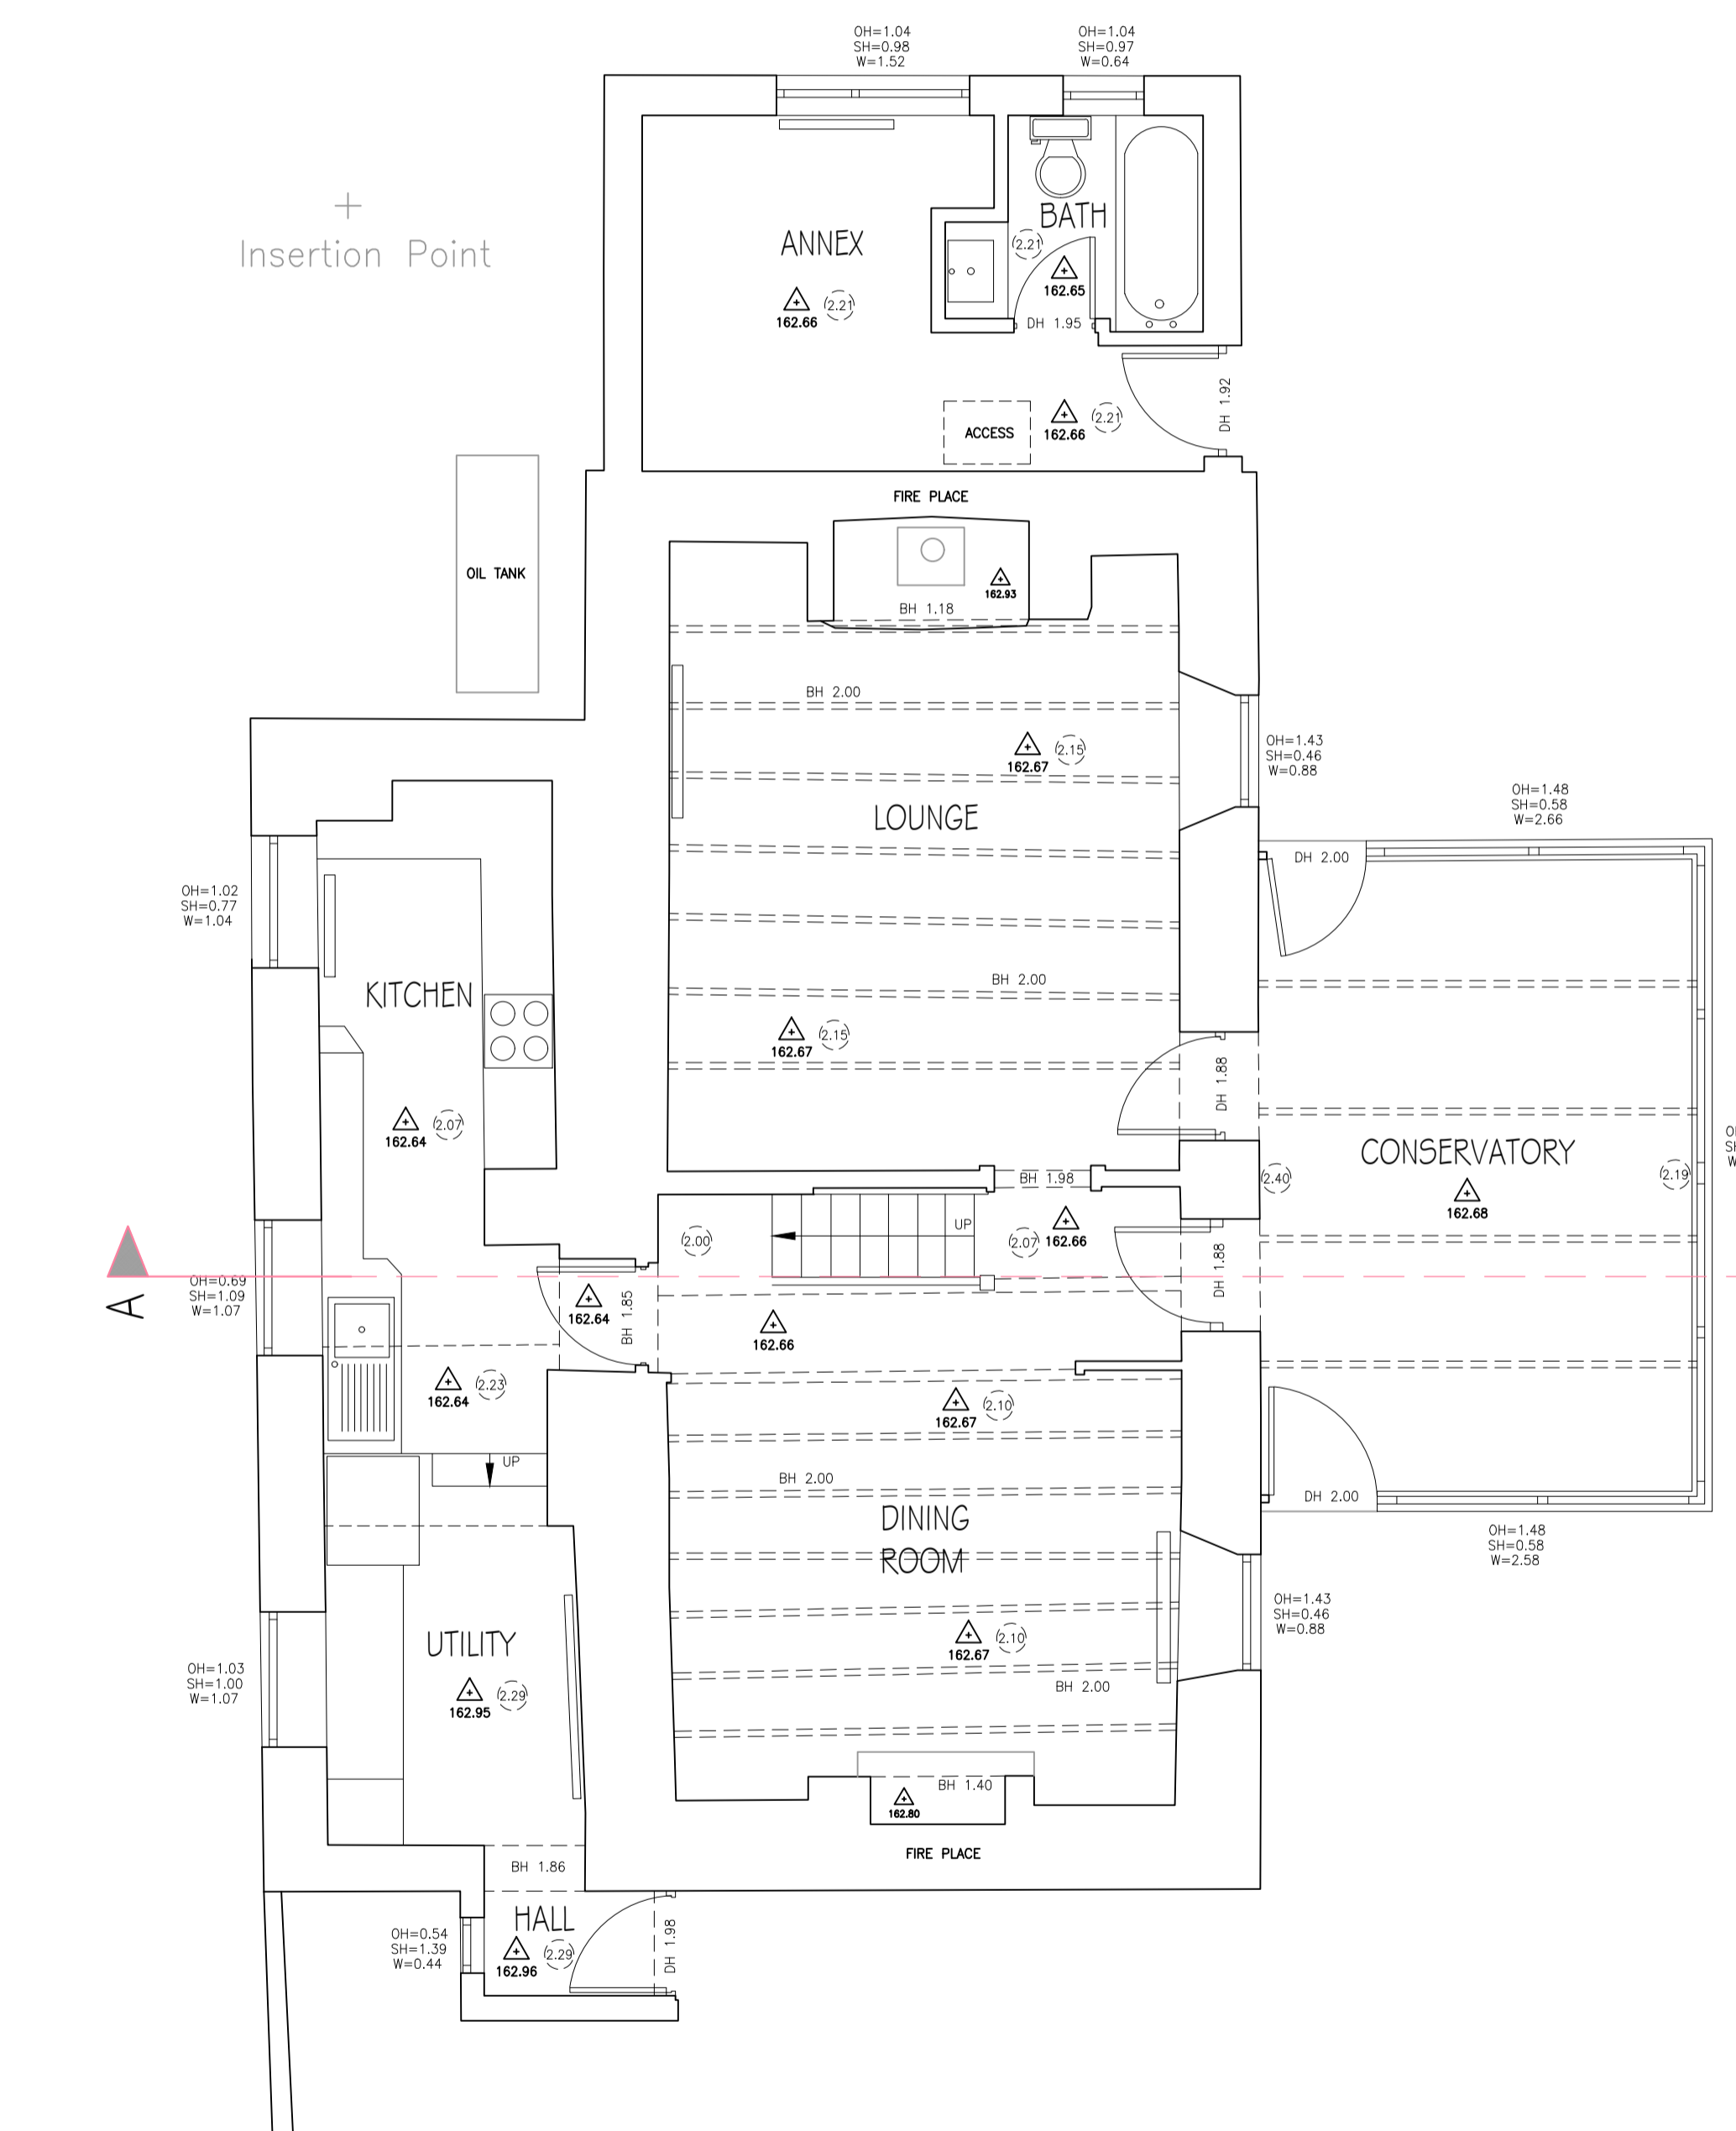 OH=1.04
SH=0.98
W=1.52
OH=1.04
SH=0.97
W=0.64
Insertion Point
ANNEX
162.66
2.21
BATH
2.21
162.65
DH 1.95
DH 1.92
ACCESS
162.66
2.21
FIRE PLACE
OIL TANK
162.93
BH 1.18
BH 2.00
162.67
2.15
OH=1.43
SH=0.46
W=0.88
LOUNGE
OH=1.48
SH=0.58
W=2.66
DH 2.00
OH=1.02
SH=0.77
W=1.04
KITCHEN
BH 2.00
162.67
2.15
DH 1.88
162.64
2.07
CONSERVATORY
2.40
162.68
2.19
BH 1.98
2.00
UP
2.07
162.66
DH 1.88
OH=0.69
SH=1.09
W=1.07
A
162.64
BH 1.85
162.66
162.64
2.23
162.67
2.10
UP
BH 2.00
DH 2.00
DINING
ROOM
OH=1.48
SH=0.58
W=2.58
OH=1.43
SH=0.46
W=0.88
UTILITY
162.67
2.10
OH=1.03
SH=1.00
W=1.07
162.95
2.29
BH 2.00
BH 1.40
162.80
FIRE PLACE
BH 1.86
HALL
OH=0.54
SH=1.39
W=0.44
162.96
2.29
DH 1.98